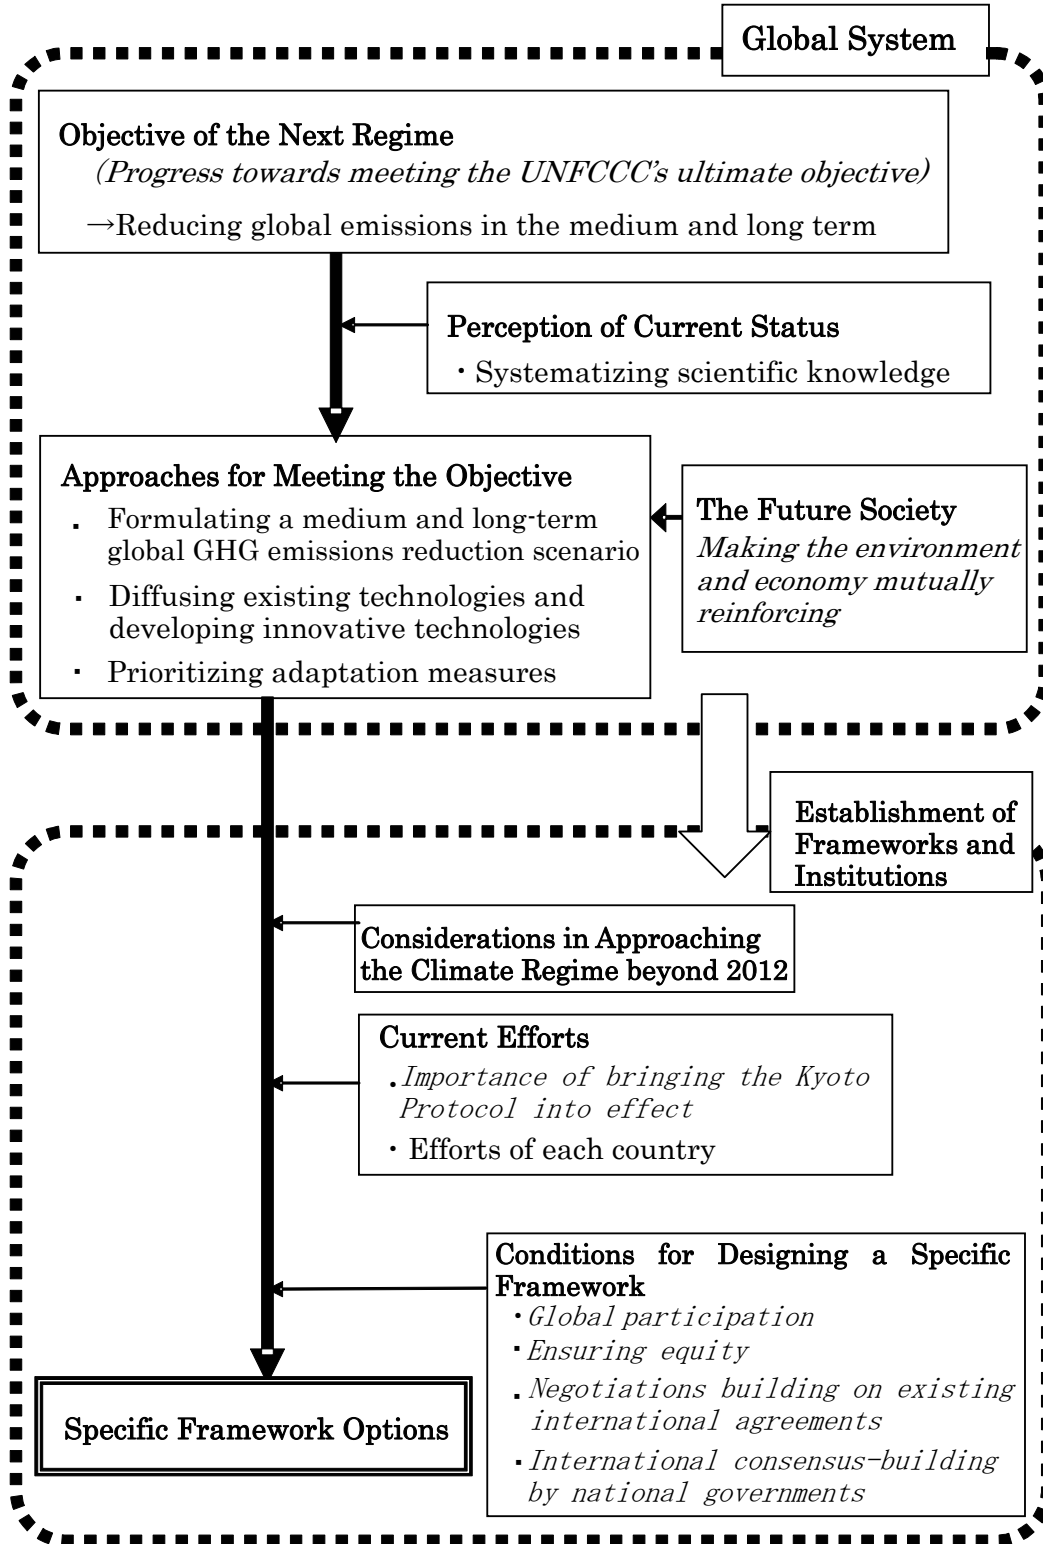 Global System
Objective of the Next Regime
(Progress towards meeting the UNFCCC's ultimate objective)
→Reducing global emissions in the medium and long term
Perception of Current Status
・Systematizing scientific knowledge
Approaches for Meeting the Objective
・ Formulating a medium and long-term
global GHG emissions reduction scenario
・ Diffusing existing technologies and
developing innovative technologies
・ Prioritizing adaptation measures
The Future Society
Making the environment
and economy mutually
reinforcing
Establishment of
Frameworks and
Institutions
Considerations in Approaching
the Climate Regime beyond 2012
Current Efforts
・Importance of bringing the Kyoto
Protocol into effect
・Efforts of each country
Conditions for Designing a Specific
Framework
・Global participation
・Ensuring equity
・Negotiations building on existing
international agreements
・International consensus-building
by national governments
Specific Framework Options